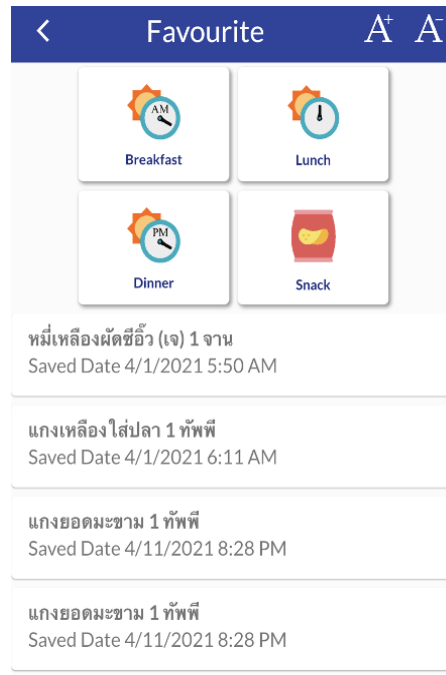 Favourite A+ A-
AM
Breakfast
Lunch
PM
Dinner
Snack
หมี่เหลืองผัดซีอิ๊ว (เจ) 1 จาน
Saved Date 4/1/2021 5:50 AM
แกงเหลือง ใส่ปลา 1 ทัพพี
Saved Date 4/1/2021 6:11 AM
แกงยอดมะขาม 1 ทัพพี
Saved Date 4/11/2021 8:28 PM
แกงยอดมะขาม 1 ทัพพี
Saved Date 4/11/2021 8:28 PM